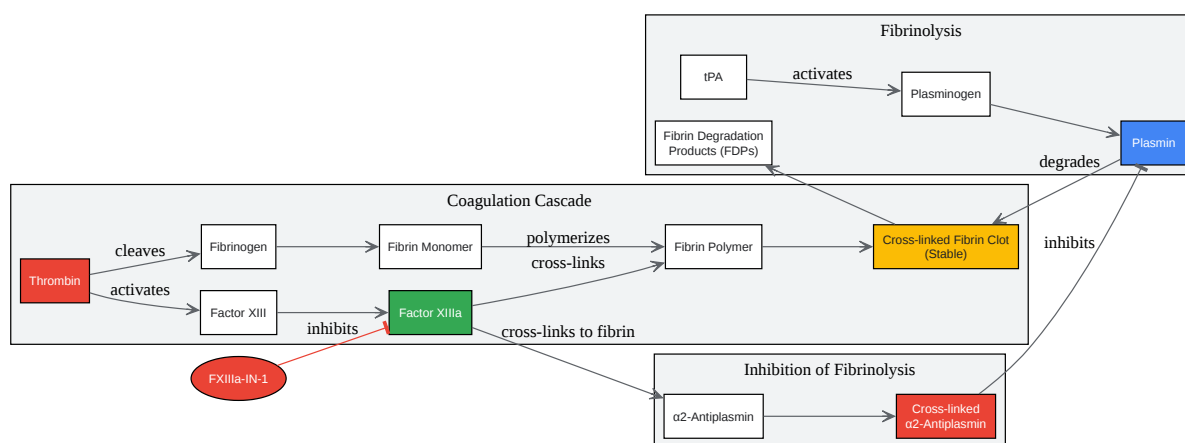 Fibrinolysis
tPA
activates
Plasminogen
Fibrin Degradation
Products (FDPs)
Plasmin
degrades
Coagulation Cascade
Thrombin
cleaves
activates
Fibrinogen
Fibrin Monomer
polymerizes
Fibrin Polymer
Cross-linked Fibrin Clot
(Stable)
inhibits
cross-links
Factor XIII
Factor XIIIa
inhibits
cross-links to fibrin
FXIIIa-IN-1
Inhibition of Fibrinolysis
α2-Antiplasmin
Cross-linked
α2-Antiplasmin